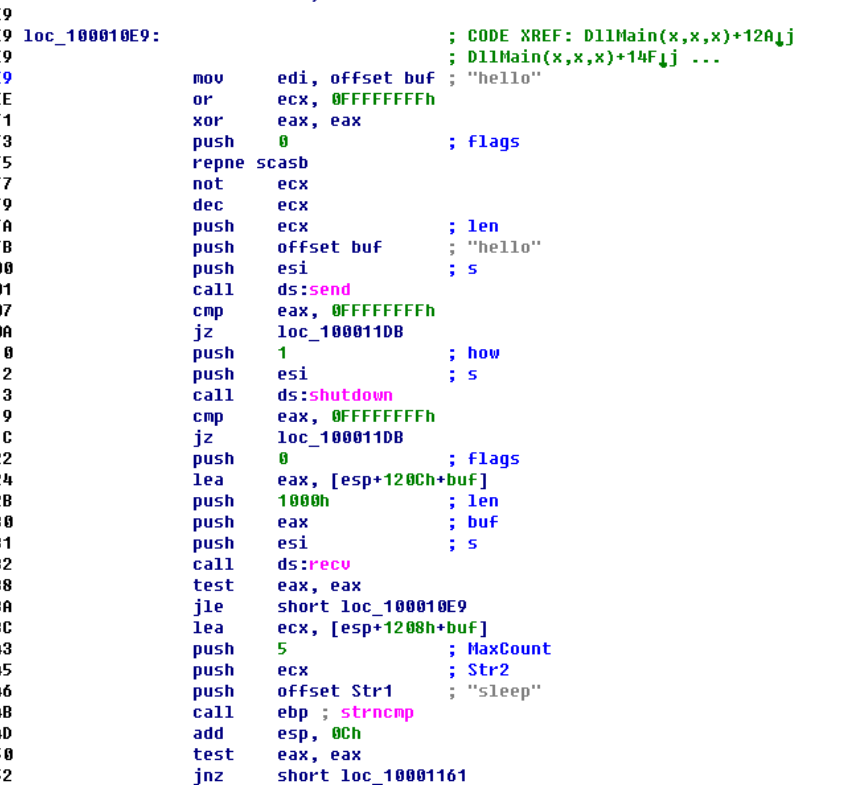 E9
E9 loc_100010E9: ; CODE XREF: DllMain(x,x,x)+12A↓j
E9 ; DllMain(x,x,x)+14F↓j ...
E9 mov edi, offset buf ; "hello"
EE or ecx, 0FFFFFFFFh
F1 xor eax, eax
F3 push 0 ; flags
F5 repne scasb
F7 not ecx
F9 dec ecx
FA push ecx ; len
FB push offset buf ; "hello"
00 push esi ; s
01 call ds:send
07 cmp eax, 0FFFFFFFFh
0A jz loc_100011DB
10 push 1 ; how
12 push esi ; s
13 call ds:shutdown
19 cmp eax, 0FFFFFFFFh
1C jz loc_100011DB
22 push 0 ; flags
24 lea eax, [esp+120Ch+buf]
2B push 1000h ; len
30 push eax ; buf
31 push esi ; s
32 call ds:recv
38 test eax, eax
3A jle short loc_100010E9
3C lea ecx, [esp+1208h+buf]
43 push 5 ; MaxCount
45 push ecx ; Str2
46 push offset Str1 ; "sleep"
4B call ebp ; strncmp
4D add esp, 0Ch
50 test eax, eax
52 jnz short loc_10001161